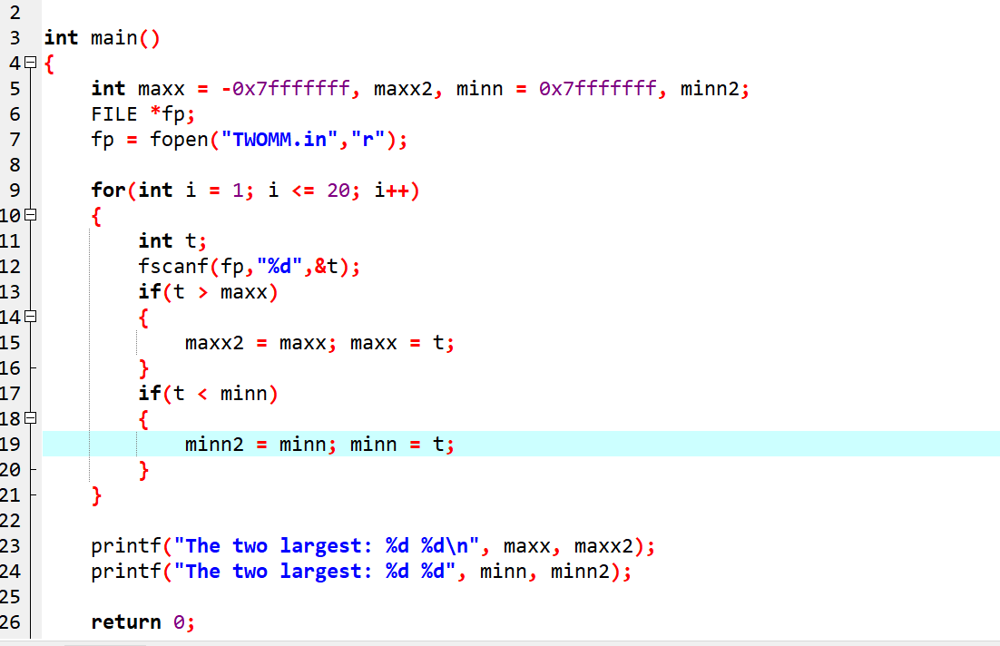 2
3 int main()
4 {
5 int maxx = -0x7fffffff, maxx2, minn = 0x7fffffff, minn2;
6 FILE *fp;
7 fp = fopen("TWOMM.in","r");
8
9 for(int i = 1; i <= 20; i++)
10 {
11 int t;
12 fscanf(fp,"%d",&t);
13 if(t > maxx)
14 {
15 maxx2 = maxx; maxx = t;
16 }
17 if(t < minn)
18 {
19 minn2 = minn; minn = t;
20 }
21 }
22
23 printf("The two largest: %d %d\n", maxx, maxx2);
24 printf("The two largest: %d %d", minn, minn2);
25
26 return 0;